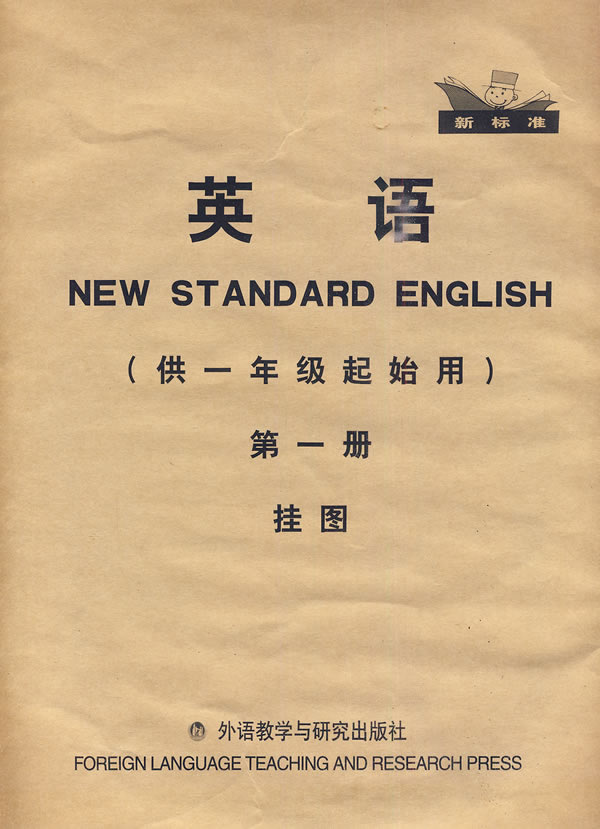 新标准
英语
NEW STANDARD ENGLISH
(供一年级起始用)
第一册
挂图
外语教学与研究出版社
FOREIGN LANGUAGE TEACHING AND RESEARCH PRESS